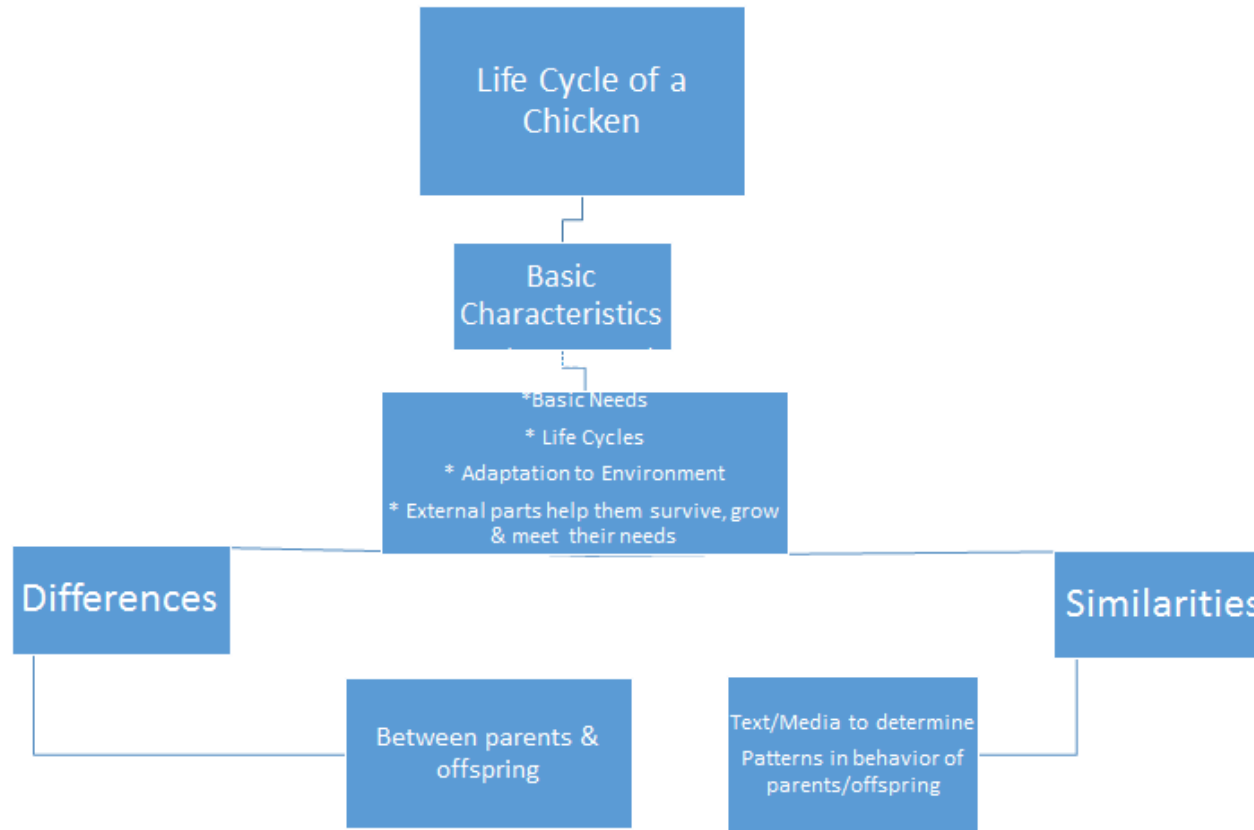 Life Cycle of a
Chicken
Basic
Characteristics
*Basic Needs
* Life Cycles
* Adaptation to Environment
* External parts help them survive, grow
& meet their needs
Differences
Similarities
Between parents &
offspring
Text/Media to determine
Patterns in behavior of
parents/offspring